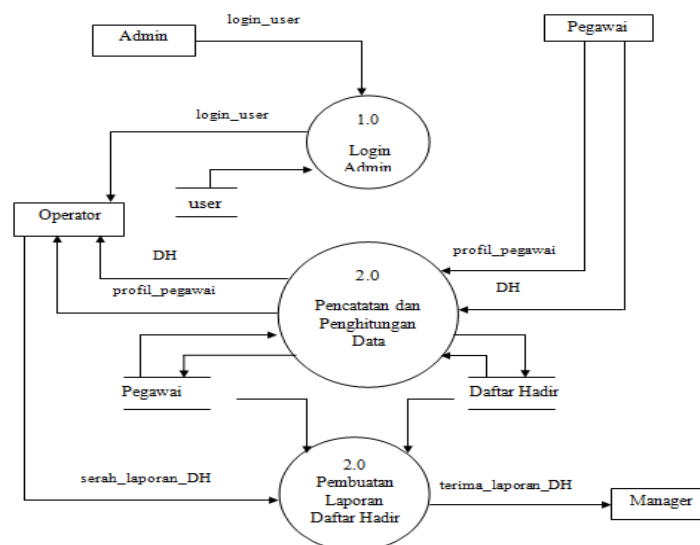 login_user
Admin
Pegawai
1.0
Login
Admin
login_user
user
Operator
DH
profil_pegawai
profil_pegawai
DH
2.0
Pencatatan dan
Penghitungan
Data
Pegawai
Daftar Hadir
2.0
Pembuatan
Laporan
Daftar Hadir
serah_laporan_DH
terima_laporan_DH
Manager